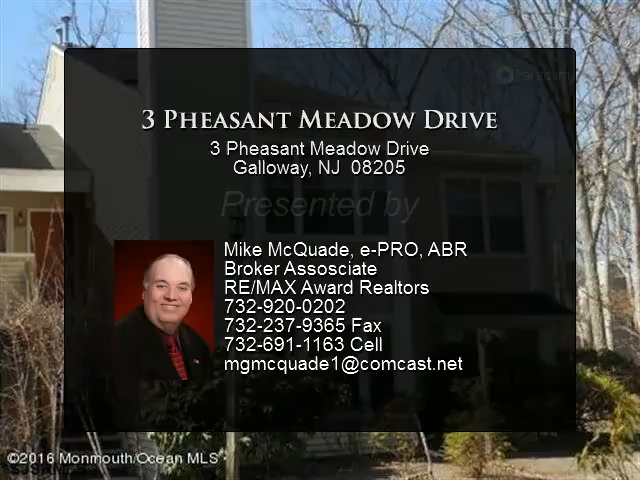 3 Pheasant Meadow Drive
3 Pheasant Meadow Drive
Galloway, NJ 08205
Presented by
Mike McQuade, e-PRO, ABR
Broker Assosciate
RE/MAX Award Realtors
732-920-0202
732-237-9365 Fax
732-691-1163 Cell
mgmcquade1@comcast.net
©2016 Monmouth/Ocean MLS